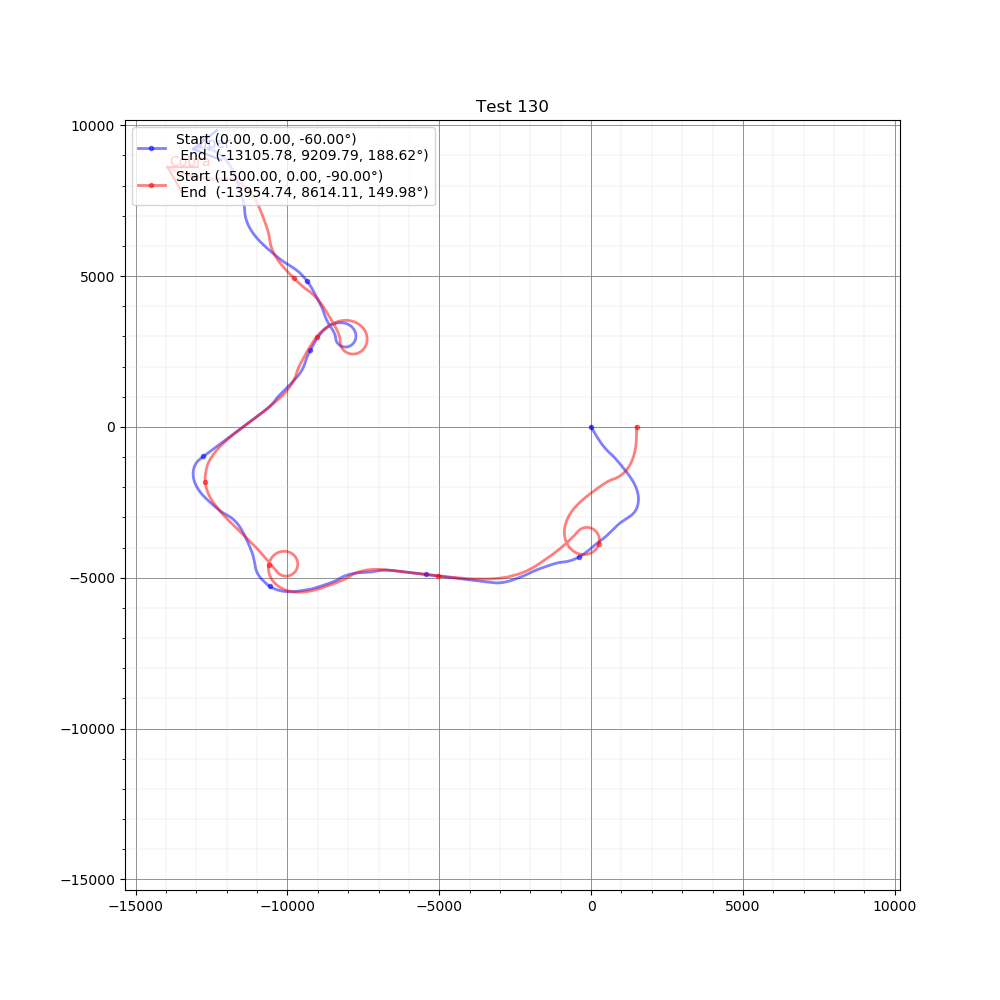 Test 130
Start (0.00, 0.00, -60.00°)
End (-13105.78, 9209.79, 188.62°)
Start (1500.00, 0.00, -90.00°)
End (-13954.74, 8614.11, 149.98°)
10000
5000
0
−5000
−10000
−15000
−15000 −10000 −5000 0 5000 10000